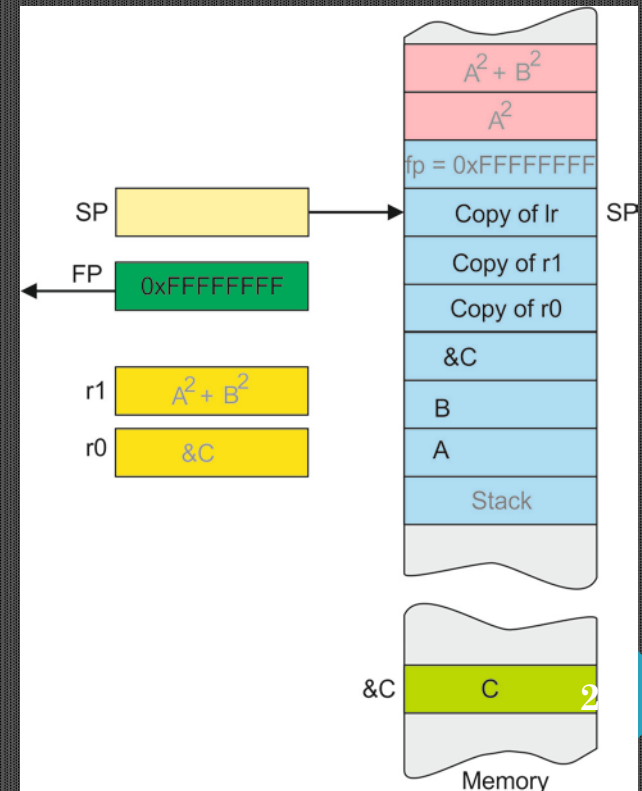 A² + B²
A²
fp = 0xFFFFFFFF
SP Copy of lr SP
Copy of r1
FP 0xFFFFFFFF
Copy of r0
&C
r1 A² + B²
B
r0 &C A
Stack
&C C 2
Memory